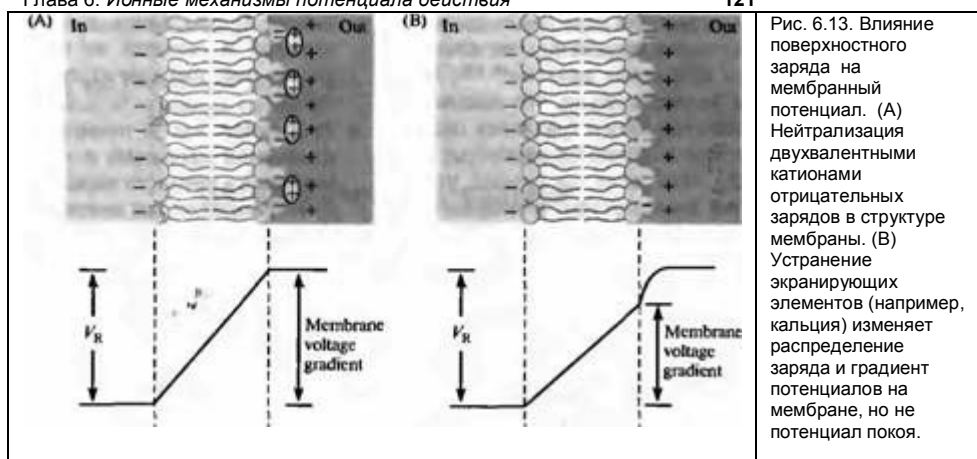 Глава 6. Ионные механизмы потенциала действия 121
(A) In Out
(B) In Out
V_R
Membrane
voltage
gradient
V_R
Membrane
voltage
gradient
Рис. 6.13. Влияние
поверхностного
заряда на
мембранный
потенциал. (А)
Нейтрализация
двухвалентными
катионами
отрицательных
зарядов в структуре
мембраны. (В)
Устранение
экранирующих
элементов (например,
кальция) изменяет
распределение
заряда и градиент
потенциалов на
мембране, но не
потенциал покоя.